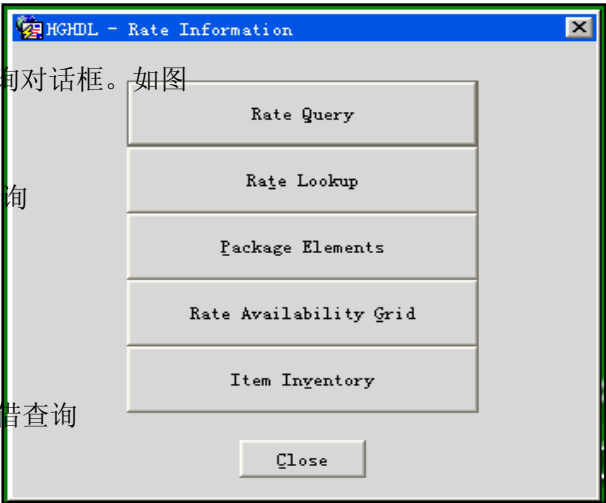 HGHDL - Rate Information
询对话框。如图
Rate Query
Rate Lookup
询
Package Elements
Rate Availability Grid
Item Inventory
借查询
Close